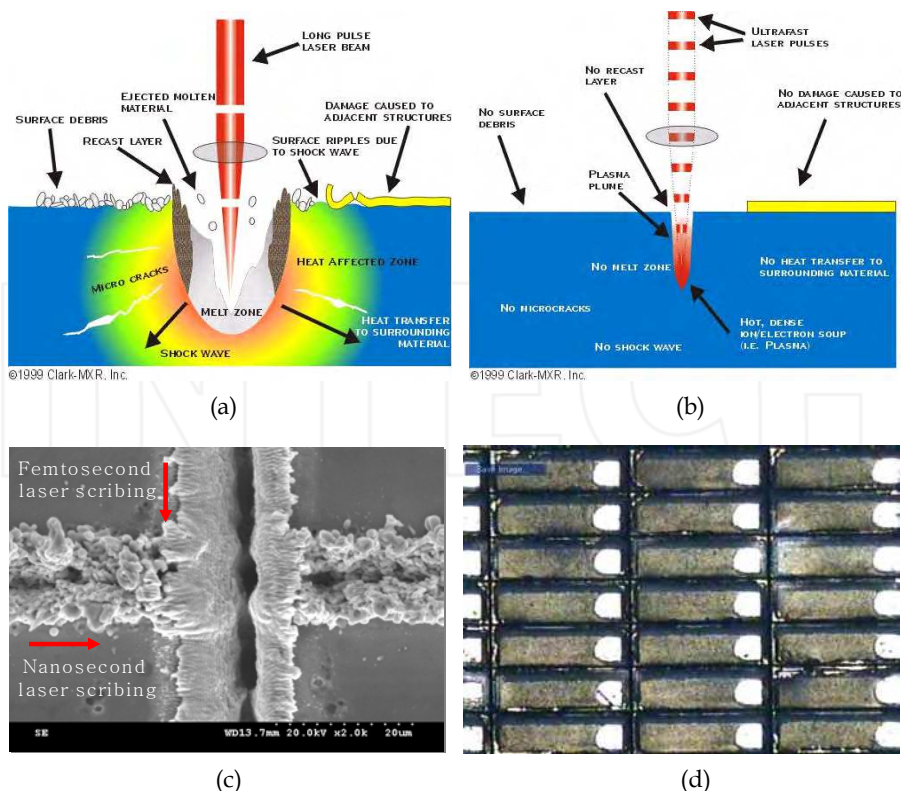 LONG PULSE
LASER BEAM
EJECTED MOLTEN
MATERIAL
DAMAGE CAUSED TO
ADJACENT STRUCTURES
SURFACE DEBRIS
RECAST LAYER
SURFACE RIPPLES DUE
TO SHOCK WAVE
HEAT AFFECTED ZONE
MICRO CRACKS
MELT ZONE
HEAT TRANSFER
TO SURROUNDING
MATERIAL
SHOCK WAVE
©1999 Clark-MXR, Inc.
(a)
ULTRAFAST
LASER PULSES
NO RECAST
LAYER
NO DAMAGE CAUSED TO
ADJACENT STRUCTURES
NO SURFACE
DEBRIS
PLASMA
PLUNE
NO MELT ZONE
NO HEAT TRANSFER TO
SURROUNDING MATERIAL
NO MICROCRACKS
HOT, DENSE
ION/ELECTRON SOUP
(I.E. PLASMA)
NO SHOCK WAVE
©1999 Clark-MXR, Inc.
(b)
INTECH
Femtosecond
laser scribing
Nanosecond
laser scribing
SE
WD13.7mm 20.0kV x2.0k 20um
(c)
Save Image...
(d)